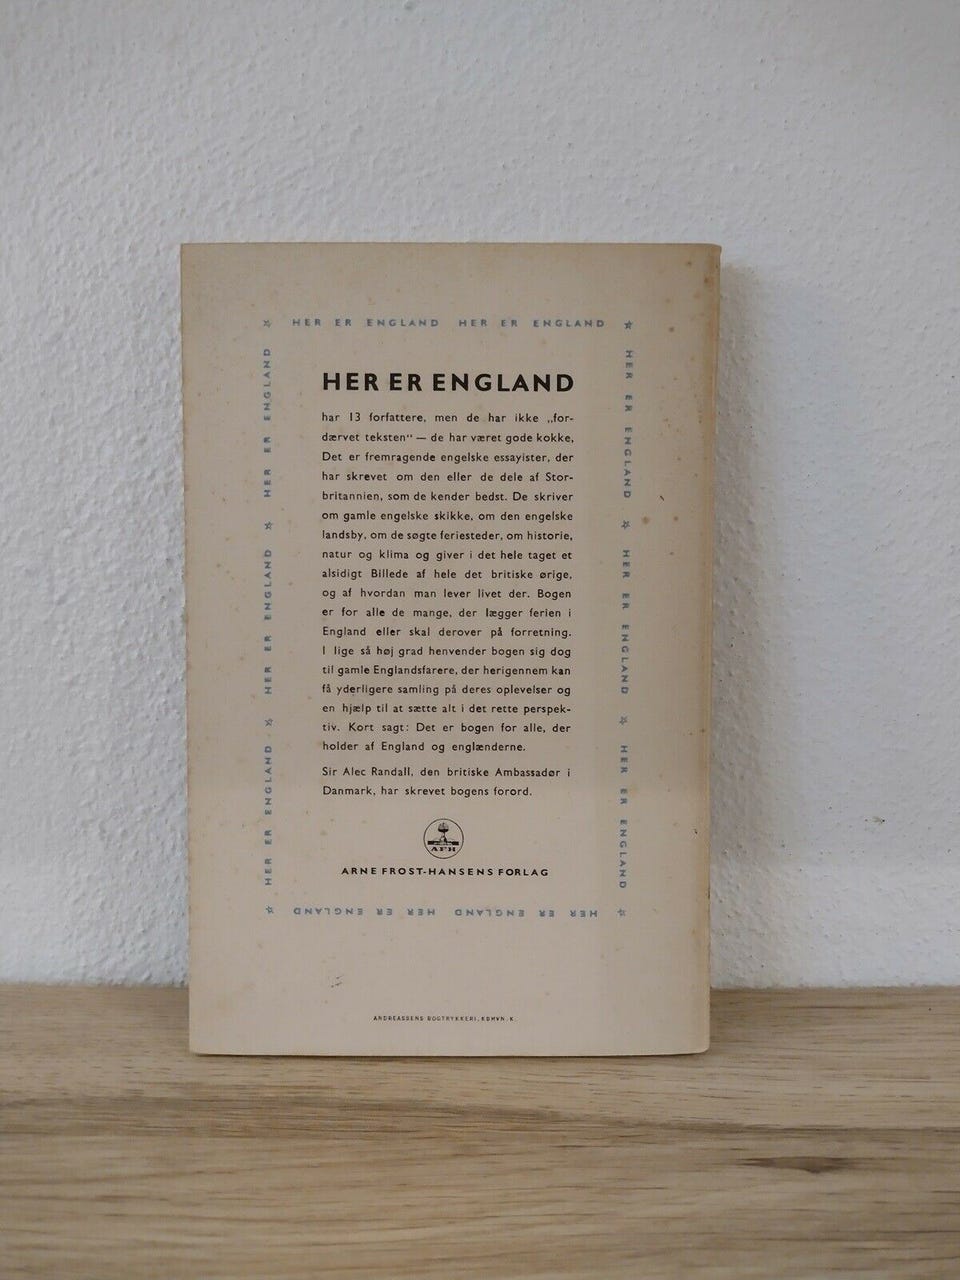 HER ER ENGLAND HER ER ENGLAND
HER ER ENGLAND
HER ER ENGLAND
HER ER ENGLAND
HER ER ENGLAND
har 13 forfattere, men de har ikke „for-
dærvet teksten“ — de har været gode kokke,
Det er fremragende engelske essayister, der
har skrevet om den eller de dele af Stor-
britannien, som de kender bedst. De skriver
om gamle engelske skikke, om den engelske
landsby, om de søgte feriesteder, om historie,
natur og klima og giver i det hele taget et
alsidigt Billede af hele det britiske ørige,
og af hvordan man lever livet der. Bogen
er for alle de mange, der lægger ferien i
England eller skal derover på forretning.
I lige så høj grad henvender bogen sig dog
til gamle Englandsfarere, der herigennem kan
få yderligere samling på deres oplevelser og
en hjælp til at sætte alt i det rette perspek-
tiv. Kort sagt: Det er bogen for alle, der
holder af England og englænderne.
Sir Alec Randall, den britiske Ambassadør i
Danmark, har skrevet bogens forord.
AFH
ARNE FROST-HANSENS FORLAG
HER ER ENGLAND
HER ER ENGLAND
HER ER ENGLAND
HER ER ENGLAND HER ER ENGLAND
ANDREASSENS BOGTRYKKERI, KBHVN. K.